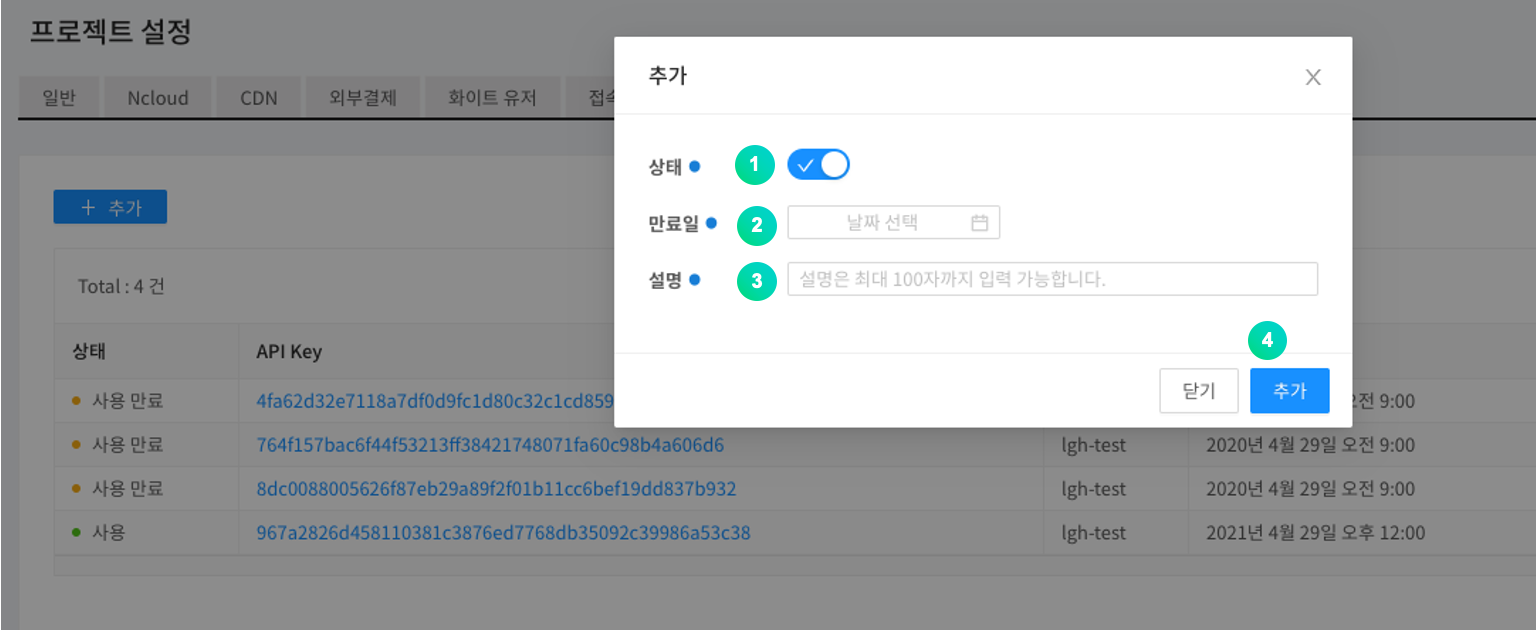 프로젝트 설정
일반 Ncloud CDN 외부결제 화이트 유저 접속
+ 추가
Total : 4 건
상태 API Key
사용 만료 4fa62d32e7118a7df0d9fc1d80c32c1cd859 오전 9:00
사용 만료 764f157bac6f44f53213ff38421748071fa60c98b4a606d6 lgh-test 2020년 4월 29일 오전 9:00
사용 만료 8dc0088005626f87eb29a89f2f01b11cc6bef19dd837b932 lgh-test 2020년 4월 29일 오전 9:00
사용 967a2826d458110381c3876ed7768db35092c39986a53c38 lgh-test 2021년 4월 29일 오후 12:00
추가
상태 1
만료일 2 날짜 선택
설명 3 설명은 최대 100자까지 입력 가능합니다.
4
닫기 추가